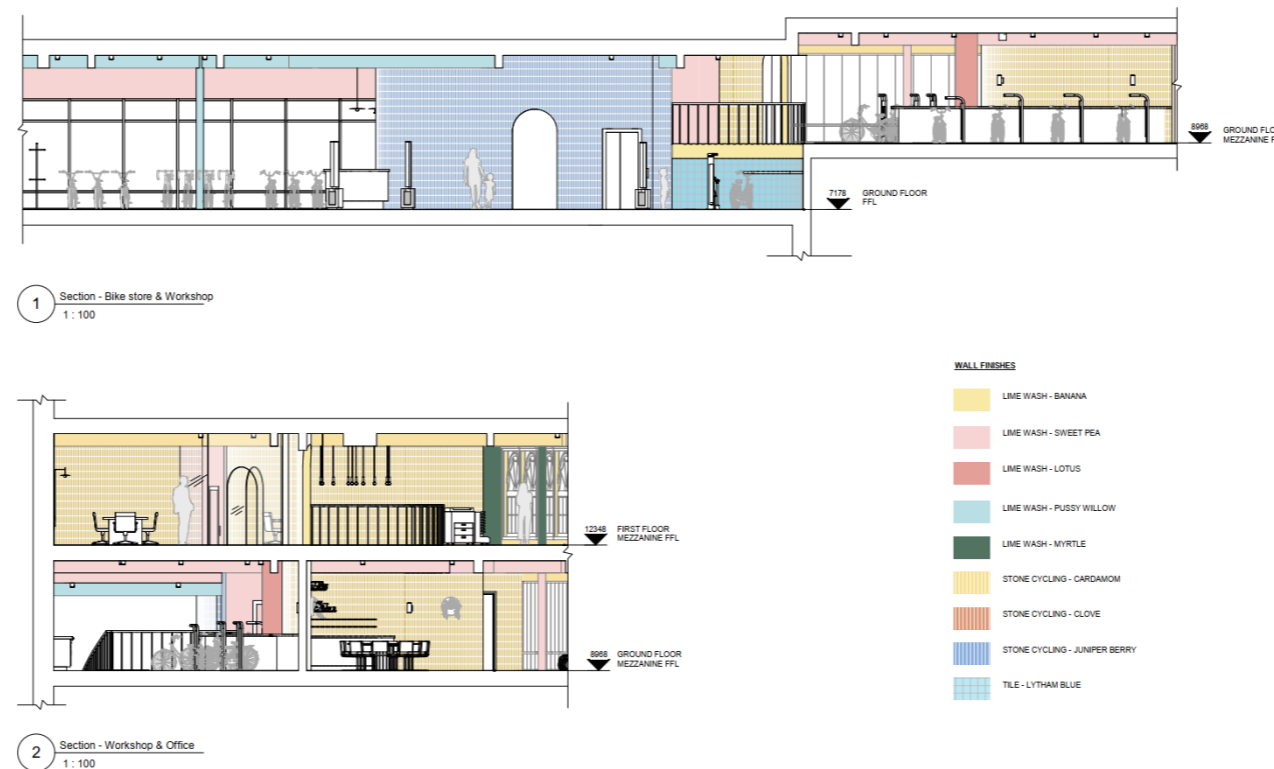 8968
GROUND FLO
MEZZANINE F
7178
GROUND FLOOR
FFL
1
Section - Bike store & Workshop
1 : 100
WALL FINISHES
LIME WASH - BANANA
LIME WASH - SWEET PEA
LIME WASH - LOTUS
LIME WASH - PUSSY WILLOW
LIME WASH - MYRTLE
STONE CYCLING - CARDAMOM
STONE CYCLING - CLOVE
STONE CYCLING - JUNIPER BERRY
TILE - LYTHAM BLUE
12348
FIRST FLOOR
MEZZANINE FFL
8968
GROUND FLOOR
MEZZANINE FFL
2
Section - Workshop & Office
1 : 100